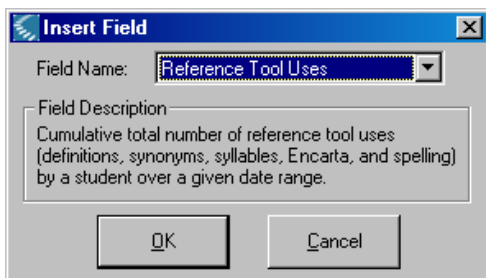 Insert Field
Field Name: Reference Tool Uses
Field Description
Cumulative total number of reference tool uses
(definitions, synonyms, syllables, Encarta, and spelling)
by a student over a given date range.
OK Cancel